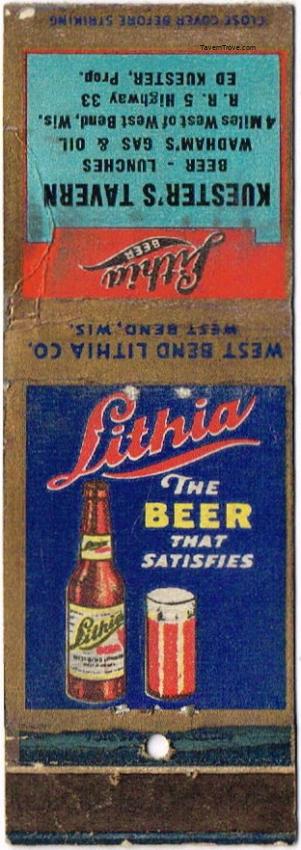 TavernTrove.com
CLOSE COVER BEFORE STRIKING
Lithia
BEER
KUESTER'S TAVERN
BEER - LUNCHES
WADHAM'S GAS & OIL
4 Miles West of West Bend, Wis.
R. R. 5 Highway 33
ED KUESTER, Prop.
WEST BEND LITHIA CO.
WEST BEND, WIS.
Lithia
THE
BEER
THAT
SATISFIES
Lithia